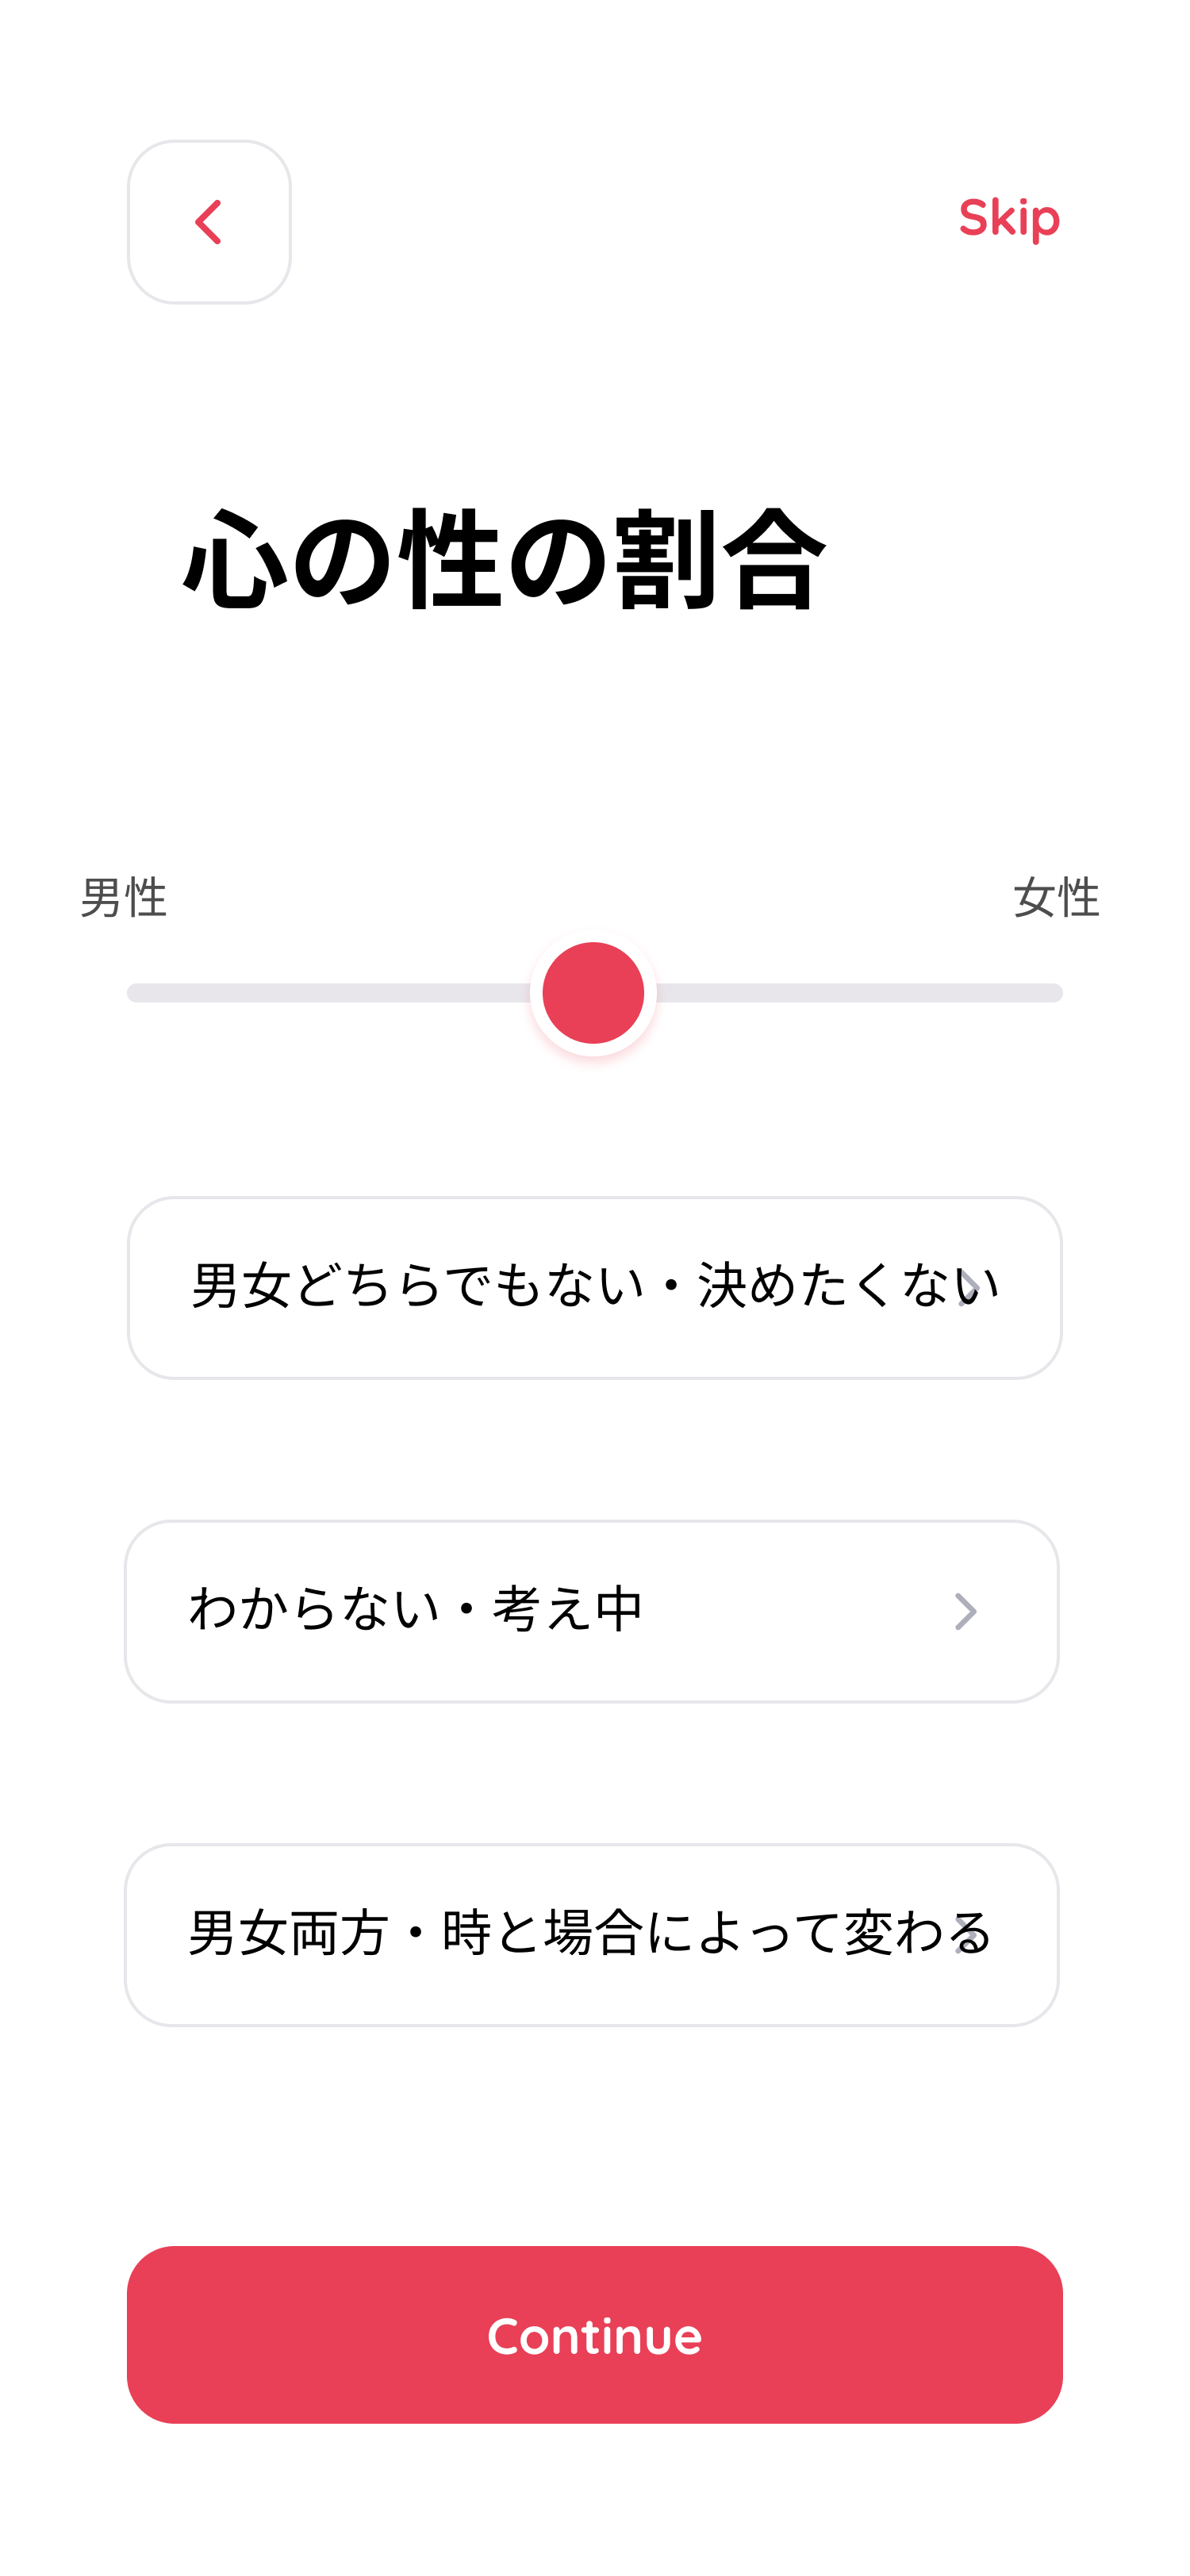 Skip
心の性の割合
男性
女性
男女どちらでもない・決めたくない
わからない・考え中
男女両方・時と場合によって変わる
Continue